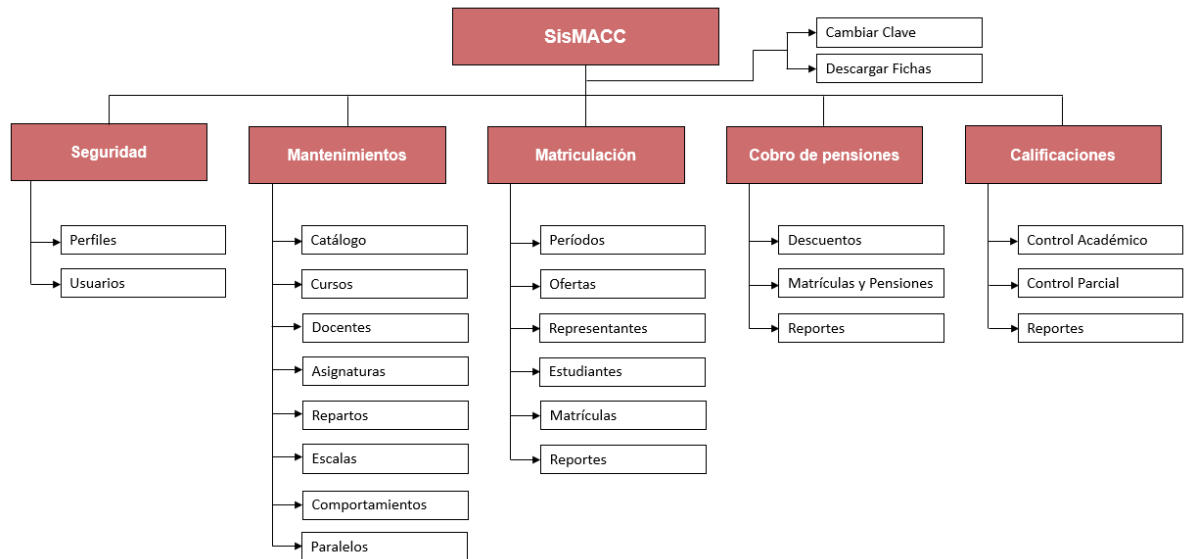 SisMACC
Cambiar Clave
Descargar Fichas
Seguridad
Perfiles
Usuarios
Mantenimientos
Catálogo
Cursos
Docentes
Asignaturas
Repartos
Escalas
Comportamientos
Paralelos
Matriculación
Períodos
Ofertas
Representantes
Estudiantes
Matrículas
Reportes
Cobro de pensiones
Descuentos
Matrículas y Pensiones
Reportes
Calificaciones
Control Académico
Control Parcial
Reportes